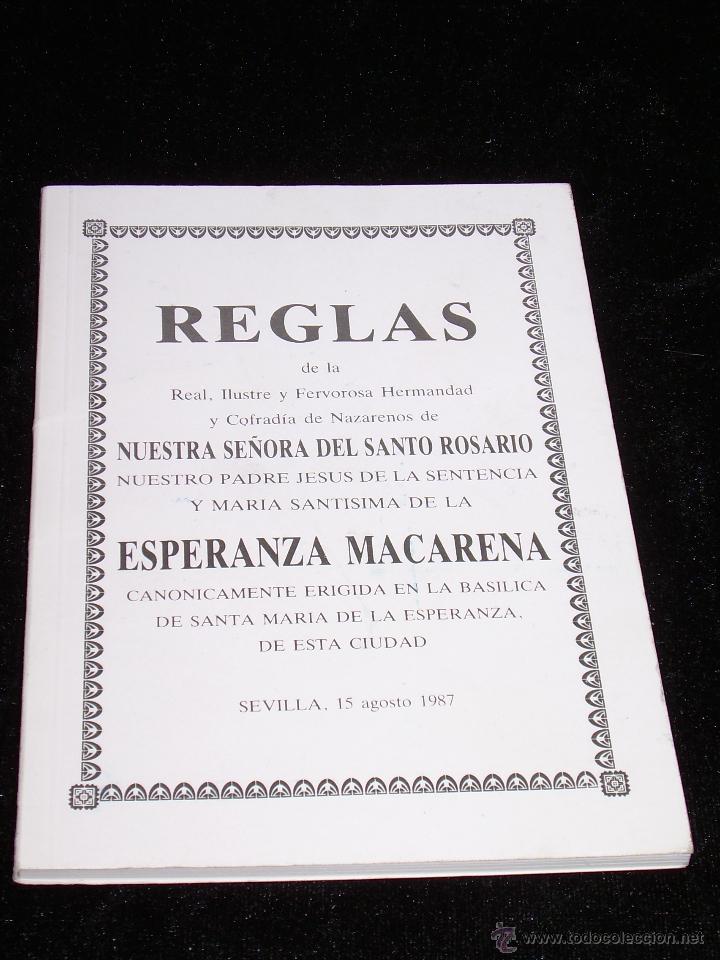 REGLAS
de la
Real, Ilustre y Fervorosa Hermandad
y Cofradía de Nazarenos de
NUESTRA SEÑORA DEL SANTO ROSARIO
NUESTRO PADRE JESUS DE LA SENTENCIA
Y MARIA SANTISIMA DE LA
ESPERANZA MACARENA
CANONICAMENTE ERIGIDA EN LA BASILICA
DE SANTA MARIA DE LA ESPERANZA,
DE ESTA CIUDAD
SEVILLA, 15 agosto 1987
© www.todocoleccion.net